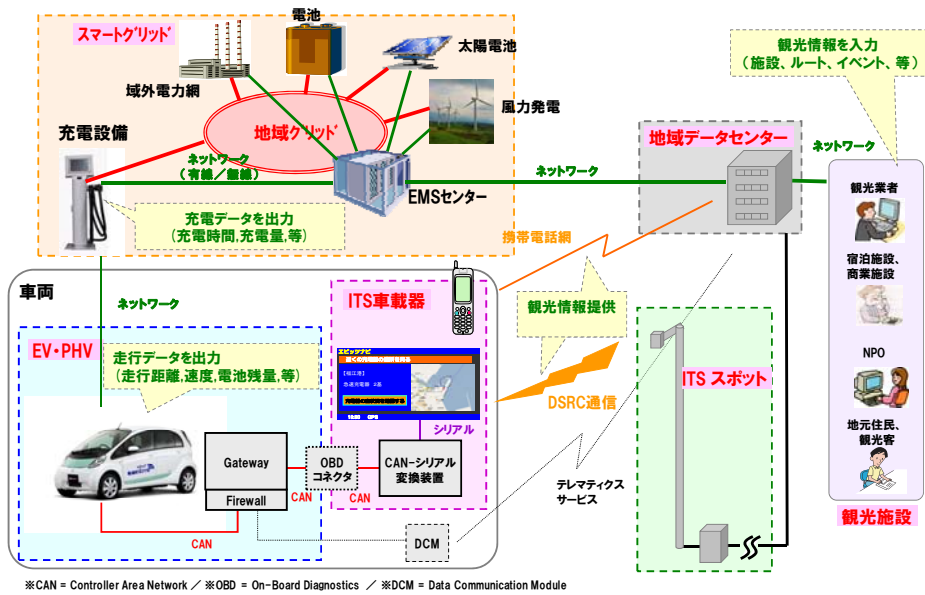 スマートグリッド
電池
太陽電池
域外電力網
風力発電
地域グリッド
充電設備
ネットワーク
(有線/無線)
EMSセンター
充電データを出力
(充電時間,充電量,等)
ネットワーク
地域データセンター
ネットワーク
観光情報を入力
(施設、ルート、イベント、等)
観光業者
宿泊施設、
商業施設
NPO
地元住民、
観光客
観光施設
携帯電話網
観光情報提供
DSRC通信
テレマティクス
サービス
ITS スポット
車両
ネットワーク
EV・PHV
走行データを出力
(走行距離,速度,電池残量,等)
ITS車載器
急速充電器 2基
シリアル
Gateway
Firewall
OBD
コネクタ
CAN-シリアル
変換装置
CAN
CAN
CAN
DCM
※CAN = Controller Area Network / ※OBD = On-Board Diagnostics / ※DCM = Data Communication Module